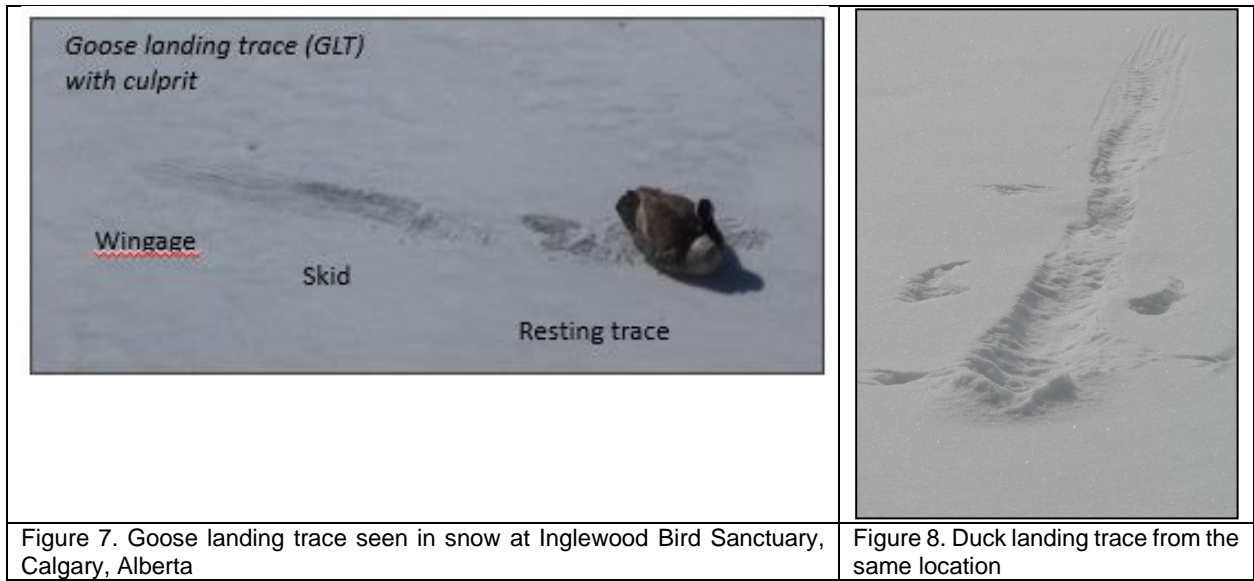 Goose landing trace (GLT)
with culprit
Wingage
Skid
Resting trace
Figure 7. Goose landing trace seen in snow at Inglewood Bird Sanctuary,
Calgary, Alberta
Figure 8. Duck landing trace from the
same location